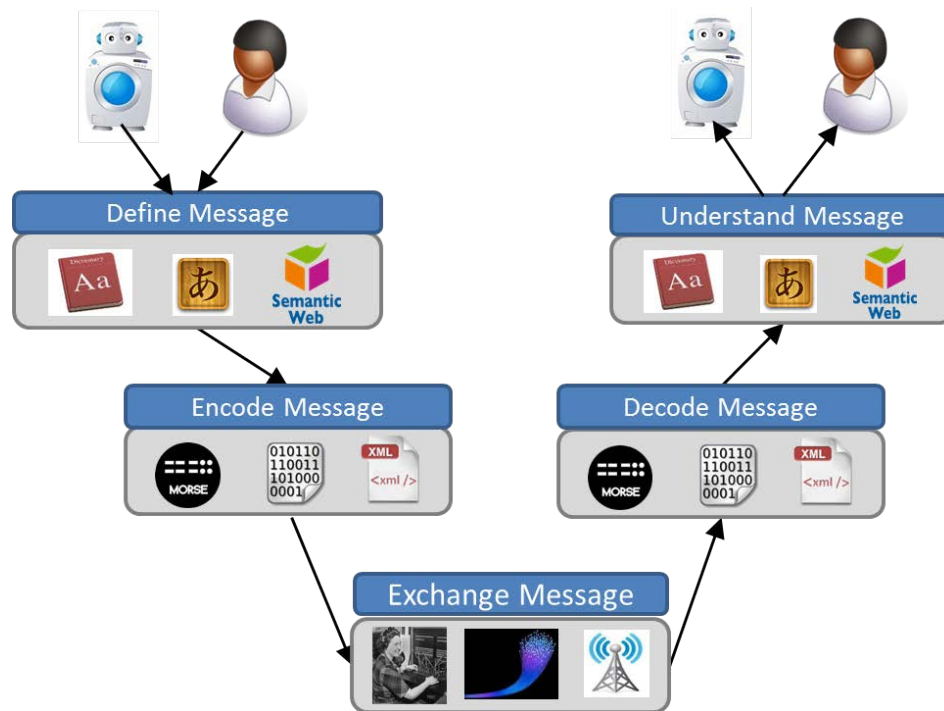 Define Message
Dictionary
Aa
あ
Semantic
Web
Understand Message
Dictionary
Aa
あ
Semantic
Web
Encode Message
MORSE
010110
110011
101000
0001
XML
<xml />
Decode Message
MORSE
010110
110011
101000
0001
XML
<xml />
Exchange Message